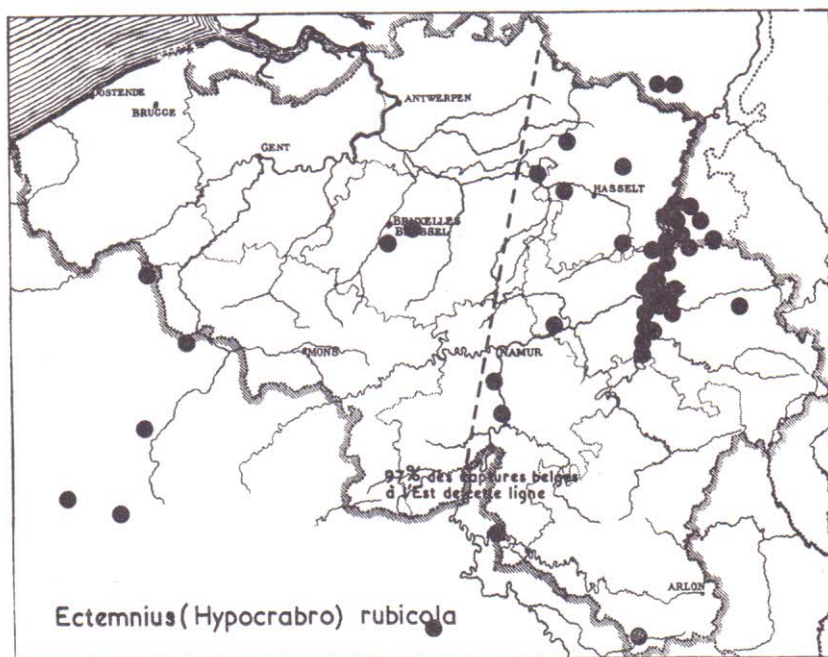 OOSTENDE
BRUGGE
ANTWERPEN
GENT
HASSELT
BRUXELLES
BRUSSEL
MONS
NAMUR
97% des captures belges
à l'Est de cette ligne
ARLON
Ectemnius (Hypocrabro) rubicola